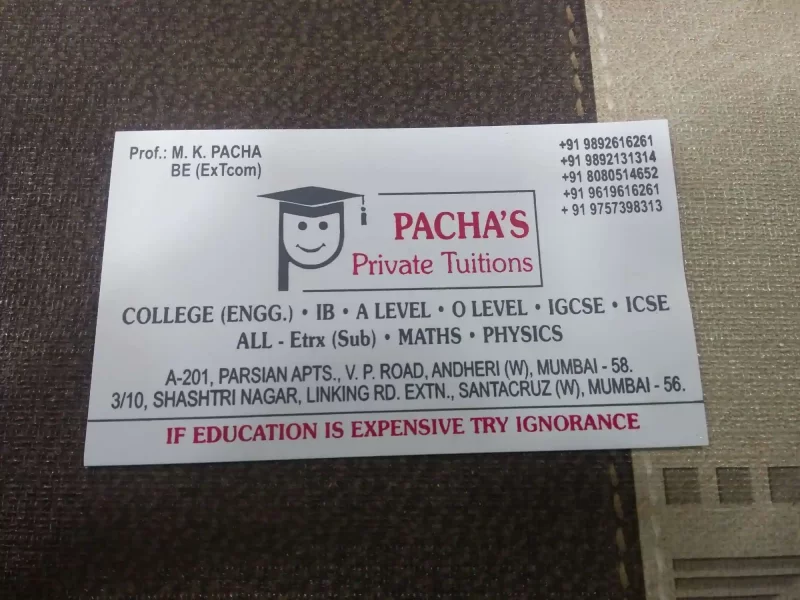 Prof.: M. K. PACHA
BE (ExTcom)
+91 9892616261
+91 9892131314
+91 8080514652
+91 9619616261
+ 91 9757398313
PACHA'S
Private Tuitions
COLLEGE (ENGG.) • IB • A LEVEL • O LEVEL • IGCSE • ICSE
ALL - Etrx (Sub) • MATHS • PHYSICS
A-201, PARSIAN APTS., V. P. ROAD, ANDHERI (W), MUMBAI - 58.
3/10, SHASHTRI NAGAR, LINKING RD. EXTN., SANTACRUZ (W), MUMBAI - 56.
IF EDUCATION IS EXPENSIVE TRY IGNORANCE